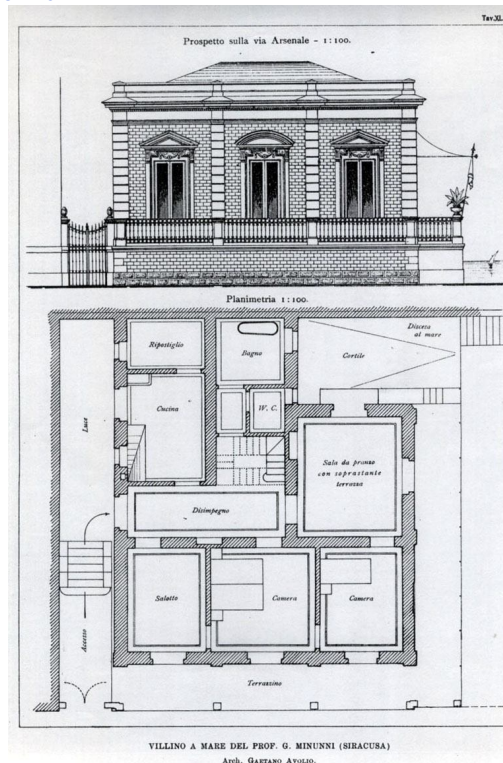 Tav.XL
Prospetto sulla via Arsenale - 1:100.
Planimetria 1:100.
Discesa
al mare
Ripostiglio
Bagno
Cortile
Luce
Cucina
W. C.
Sala da pranzo
con soprastante
terrazza
Disimpegno
Salotto
Camera
Camera
Accesso
Terrazzino
VILLINO A MARE DEL PROF. G. MINUNNI (SIRACUSA)
Arch. GAETANO AVOLIO.